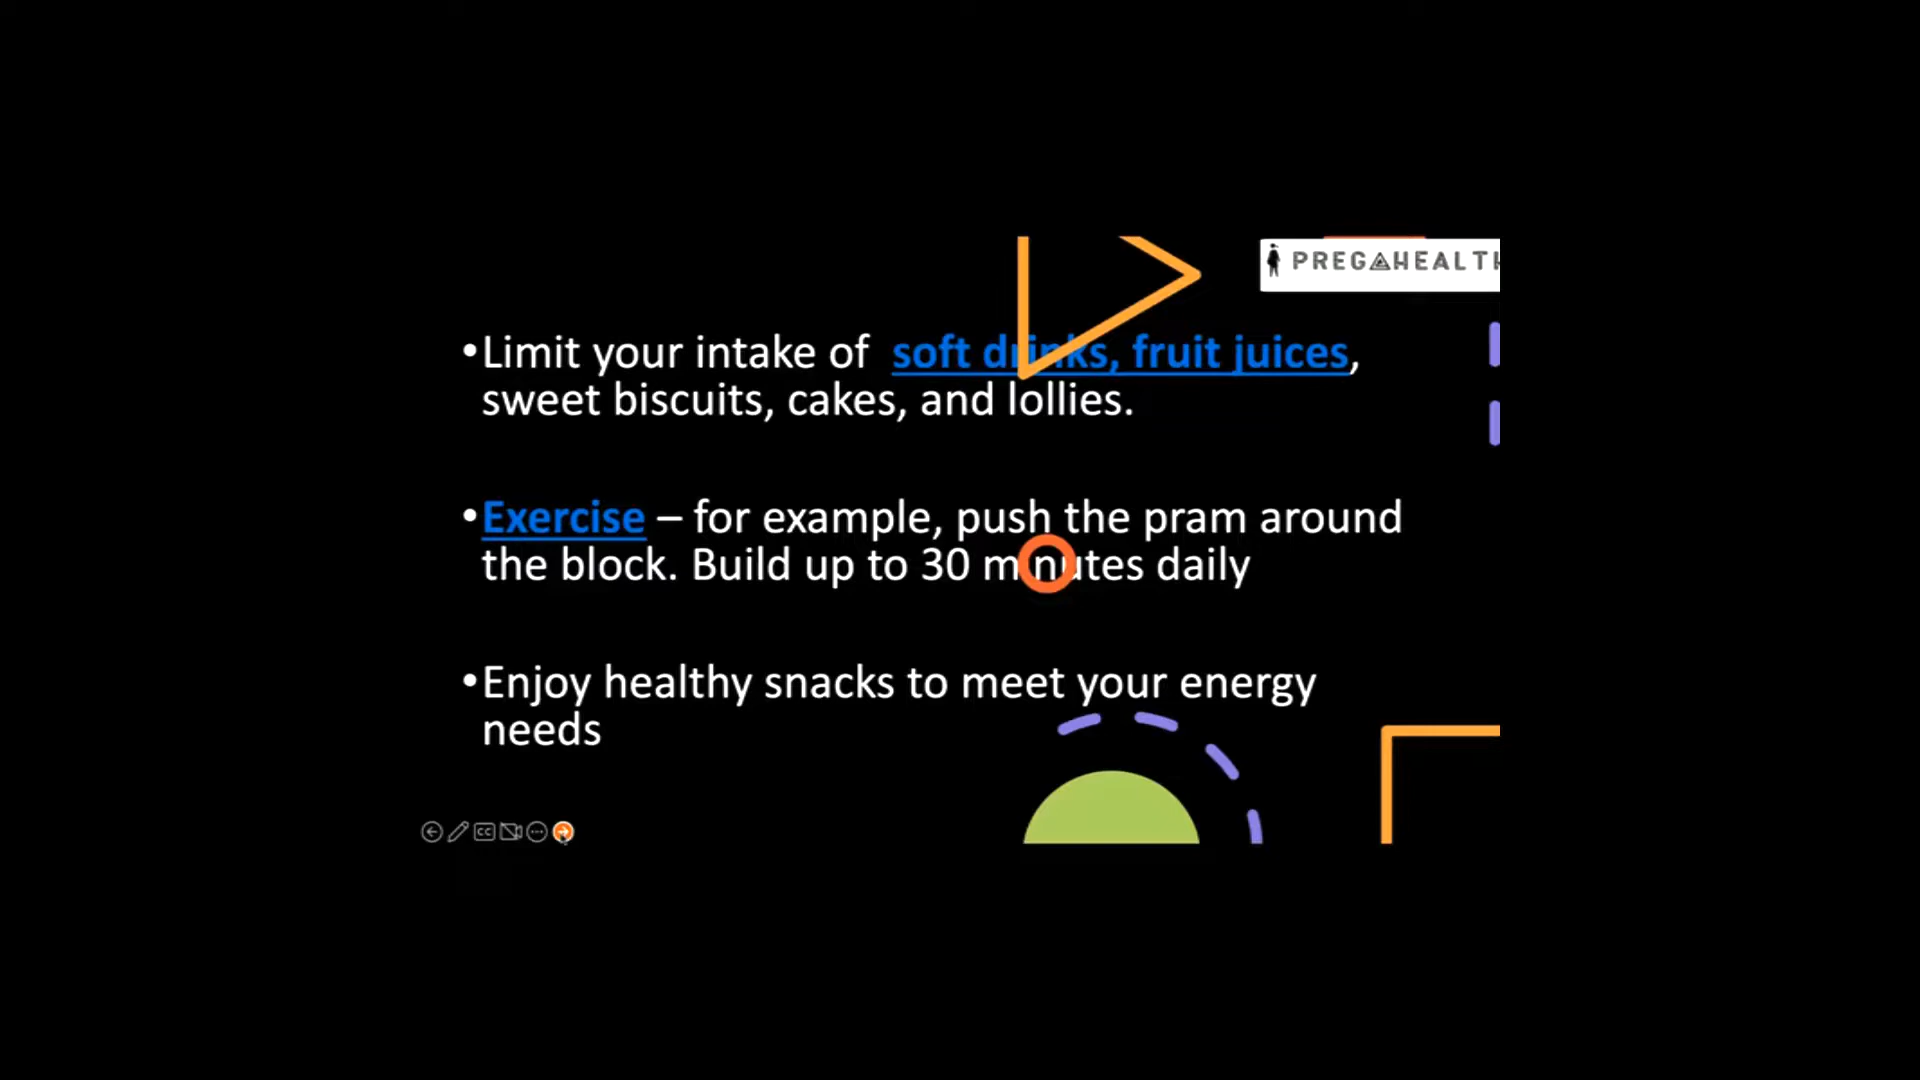 PREGAHEALTH
•Limit your intake of soft drinks, fruit juices,
sweet biscuits, cakes, and lollies.
•Exercise – for example, push the pram around
the block. Build up to 30 minutes daily
•Enjoy healthy snacks to meet your energy
needs
CC